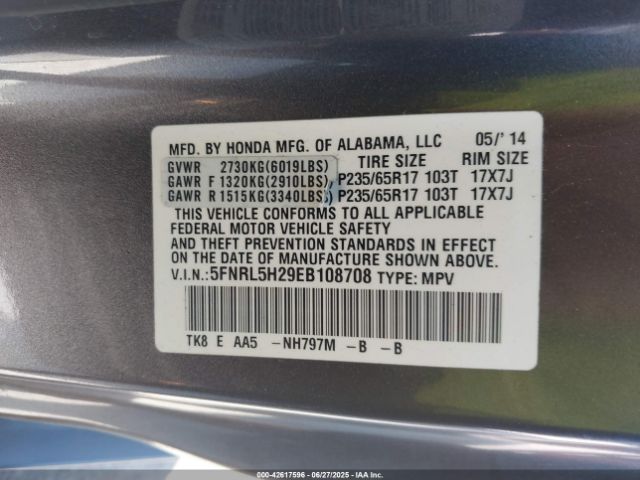 MFD. BY HONDA MFG. OF ALABAMA, LLC 05/'14
GVWR 2730KG(6019LBS) TIRE SIZE RIM SIZE
GAWR F 1320KG(2910LBS), P235/65R17 103T 17X7J
GAWR R 1515KG(3340LBS), P235/65R17 103T 17X7J
THIS VEHICLE CONFORMS TO ALL APPLICABLE
FEDERAL MOTOR VEHICLE SAFETY
AND THEFT PREVENTION STANDARDS IN EFFECT
ON THE DATE OF MANUFACTURE SHOWN ABOVE.
V.I.N.:5FNRL5H29EB108708 TYPE: MPV
TK8 E AA5 -NH797M -B -B
000-42617596 - 06/27/2025 - IAAI.COM